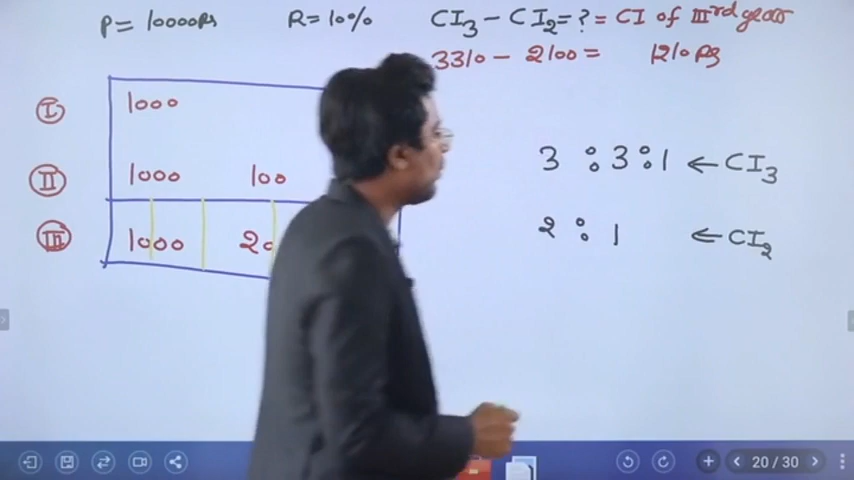 P = 10000Rs R = 10% CI₃ - CI₂ = ? = CI of IIIrd year
3310 - 2100 = 1210 Rs
I 1000
3 : 3 : 1 ← CI₃
II 1000 100
2 : 1 ← CI₂
III 1000
20 / 30